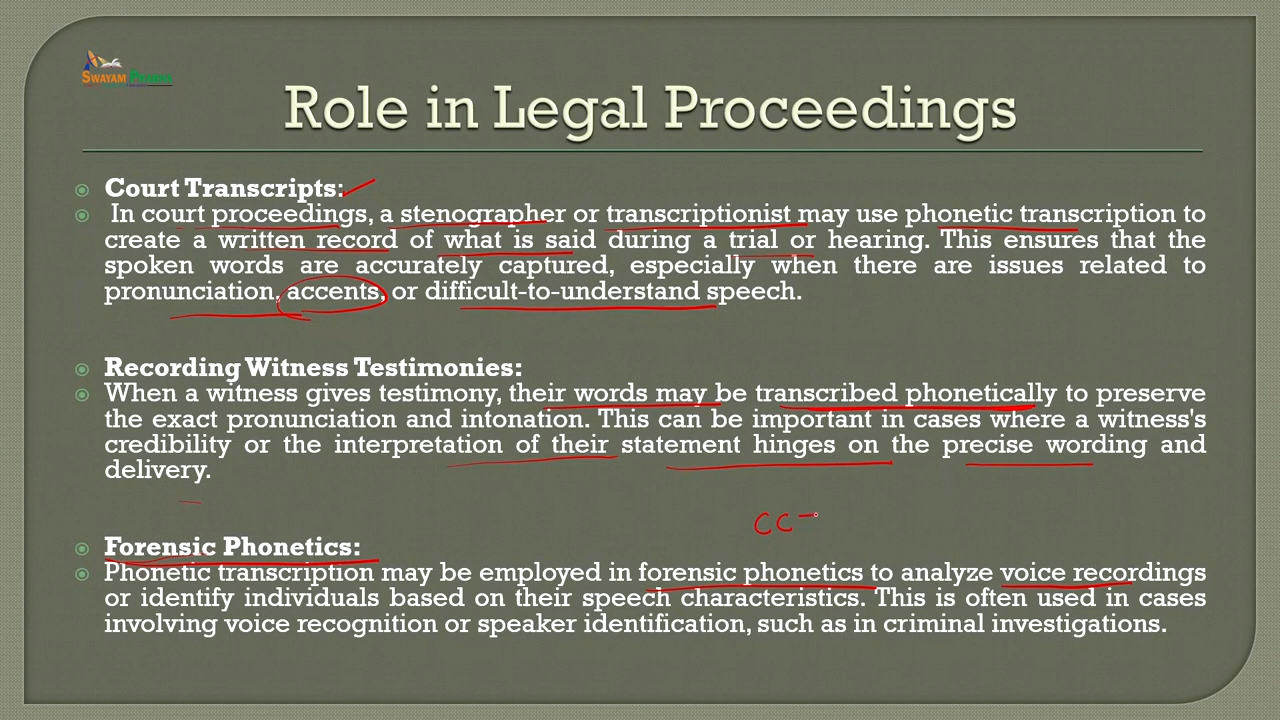 SWAYAM PRABHA
Role in Legal Proceedings
Court Transcripts:
In court proceedings, a stenographer or transcriptionist may use phonetic transcription to
create a written record of what is said during a trial or hearing. This ensures that the
spoken words are accurately captured, especially when there are issues related to
pronunciation, accents, or difficult-to-understand speech.
Recording Witness Testimonies:
When a witness gives testimony, their words may be transcribed phonetically to preserve
the exact pronunciation and intonation. This can be important in cases where a witness's
credibility or the interpretation of their statement hinges on the precise wording and
delivery.
CC
Forensic Phonetics:
Phonetic transcription may be employed in forensic phonetics to analyze voice recordings
or identify individuals based on their speech characteristics. This is often used in cases
involving voice recognition or speaker identification, such as in criminal investigations.